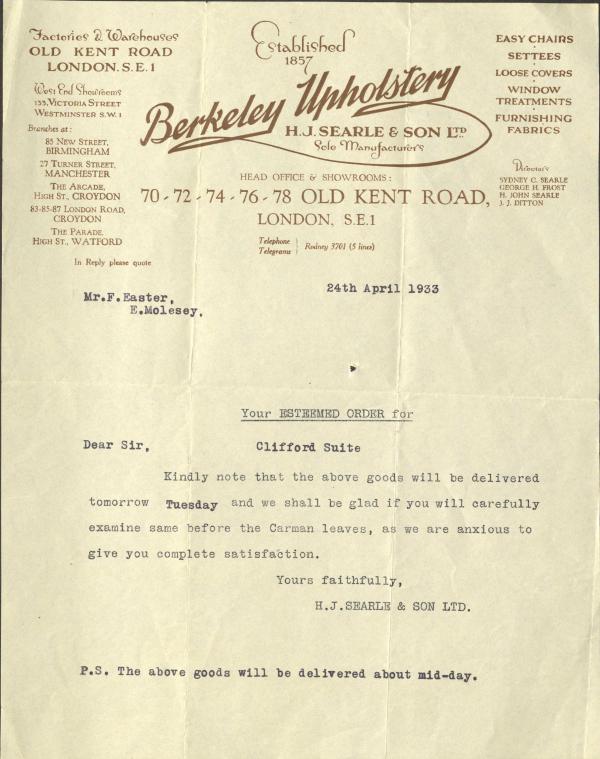 Factories & Warehouses
OLD KENT ROAD
LONDON. S.E.1
West End Showrooms
133, VICTORIA STREET
WESTMINSTER S.W.1
Branches at:
85 NEW STREET,
BIRMINGHAM
27 TURNER STREET,
MANCHESTER
THE ARCADE,
HIGH ST., CROYDON
83-85-87 LONDON ROAD,
CROYDON
THE PARADE,
HIGH ST., WATFORD
In Reply please quote
Established
1857
Berkeley Upholstery
H.J. SEARLE & SON LTD.
Sole Manufacturers
HEAD OFFICE & SHOWROOMS:
70-72-74-76-78 OLD KENT ROAD,
LONDON, S.E.1
Telephone
Telegrams
Rodney 3701 (5 lines)
EASY CHAIRS
SETTEES
LOOSE COVERS
WINDOW
TREATMENTS
FURNISHING
FABRICS
Directors
SYDNEY C. SEARLE
GEORGE H. FROST
H. JOHN SEARLE
J. J. DITTON
24th April 1933
Mr.F.Easter,
E.Molesey.
Your ESTEEMED ORDER for
Dear Sir,
Clifford Suite
Kindly note that the above goods will be delivered
tomorrow Tuesday and we shall be glad if you will carefully
examine same before the Carman leaves, as we are anxious to
give you complete satisfaction.
Yours faithfully,
H.J.SEARLE & SON LTD.
P.S. The above goods will be delivered about mid-day.